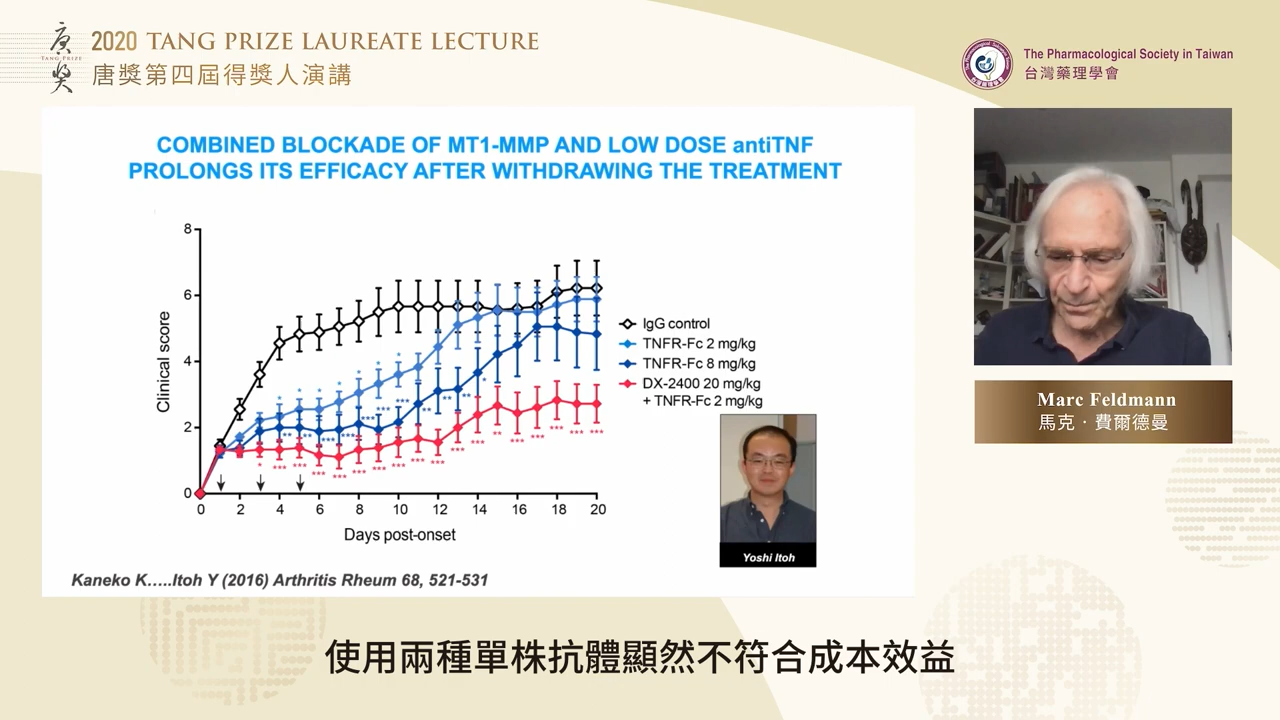 唐獎
TANG PRIZE
2020 TANG PRIZE LAUREATE LECTURE
唐獎第四屆得獎人演講
The Pharmacological Society in Taiwan
台灣藥理學會
COMBINED BLOCKADE OF MT1-MMP AND LOW DOSE antiTNF
PROLONGS ITS EFFICACY AFTER WITHDRAWING THE TREATMENT
Clinical score
8
6
4
2
0
0 2 4 6 8 10 12 14 16 18 20
Days post-onset
IgG control
TNFR-Fc 2 mg/kg
TNFR-Fc 8 mg/kg
DX-2400 20 mg/kg
+ TNFR-Fc 2 mg/kg
Yoshi Itoh
Kaneko K…..Itoh Y (2016) Arthritis Rheum 68, 521-531
Marc Feldmann
馬克．費爾德曼
使用兩種單株抗體顯然不符合成本效益